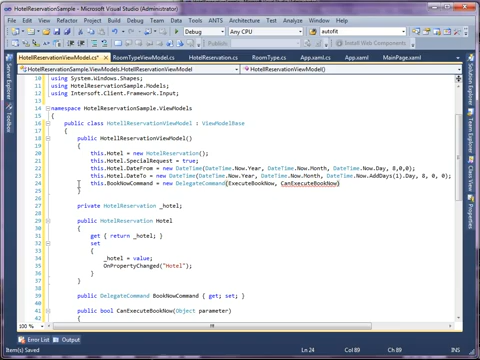 HotelReservationSample - Microsoft Visual Studio (Administrator)
File Edit View Refactor Project Build Debug Team Data Tools ANTS Architecture Test Analyze Window Help
Debug Any CPU autofit
Install Web Components
HotelReservationViewModel.cs* RoomTypeViewModel.cs HotelReservation.cs RoomType.cs App.xaml.cs App.xaml MainPage.xaml
HotelReservationSample.ViewModel.HotelReservationViewModel HotelReservationViewModel()
Server Explorer
Toolbox
Team Explorer
10 using System.Windows.Shapes;
11 using HotelReservationSample.Models;
12 using Intersoft.Client.Framework.Input;
13
14 namespace HotelReservationSample.ViewModels
15 {
16 public class HotellReservationViewModel : ViewModelBase
17 {
18 public HotellReservationViewModel()
19 {
20 this.Hotel = new HotelReservation();
21 this.SpecialRequest = true;
22 this.DateFrom = new DateTime(DateTime.Now.Year, DateTime.Now.Month, DateTime.Now.Day, 8,0,0);
23 this.DateTo = new DateTime(DateTime.Now.Year, DateTime.Now.Month, DateTime.Now.AddDays(1).Day, 8, 0, 0);
24 this.BookNowCommand = new DelegateCommand(ExecuteBookNow, CanExecuteBookNow)
25 }
26
27 private HotelReservation _hotel;
28
29 public HotelReservation Hotel
30 {
31 get { return _hotel; }
32 set
33 {
34 _hotel = value;
35 OnPropertyChanged("Hotel");
36 }
37 }
38
39 public DelegateCommand BookNowCommand { get; set; }
40
41 public bool CanExecuteBookNow(Object parameter)
42 {
100 %
Error List Output
Item(s) Saved Ln 24 Col 89 Ch 89 INS